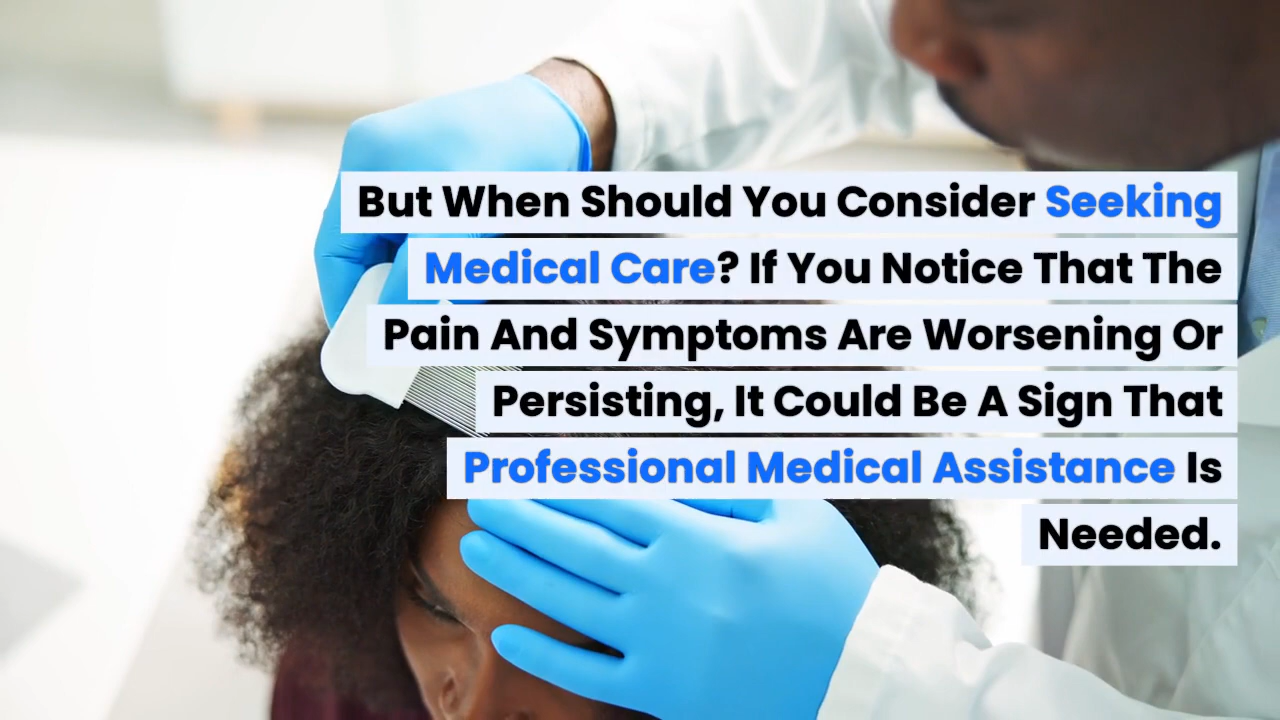 But When Should You Consider Seeking
Medical Care? If You Notice That The
Pain And Symptoms Are Worsening Or
Persisting, It Could Be A Sign That
Professional Medical Assistance Is
Needed.